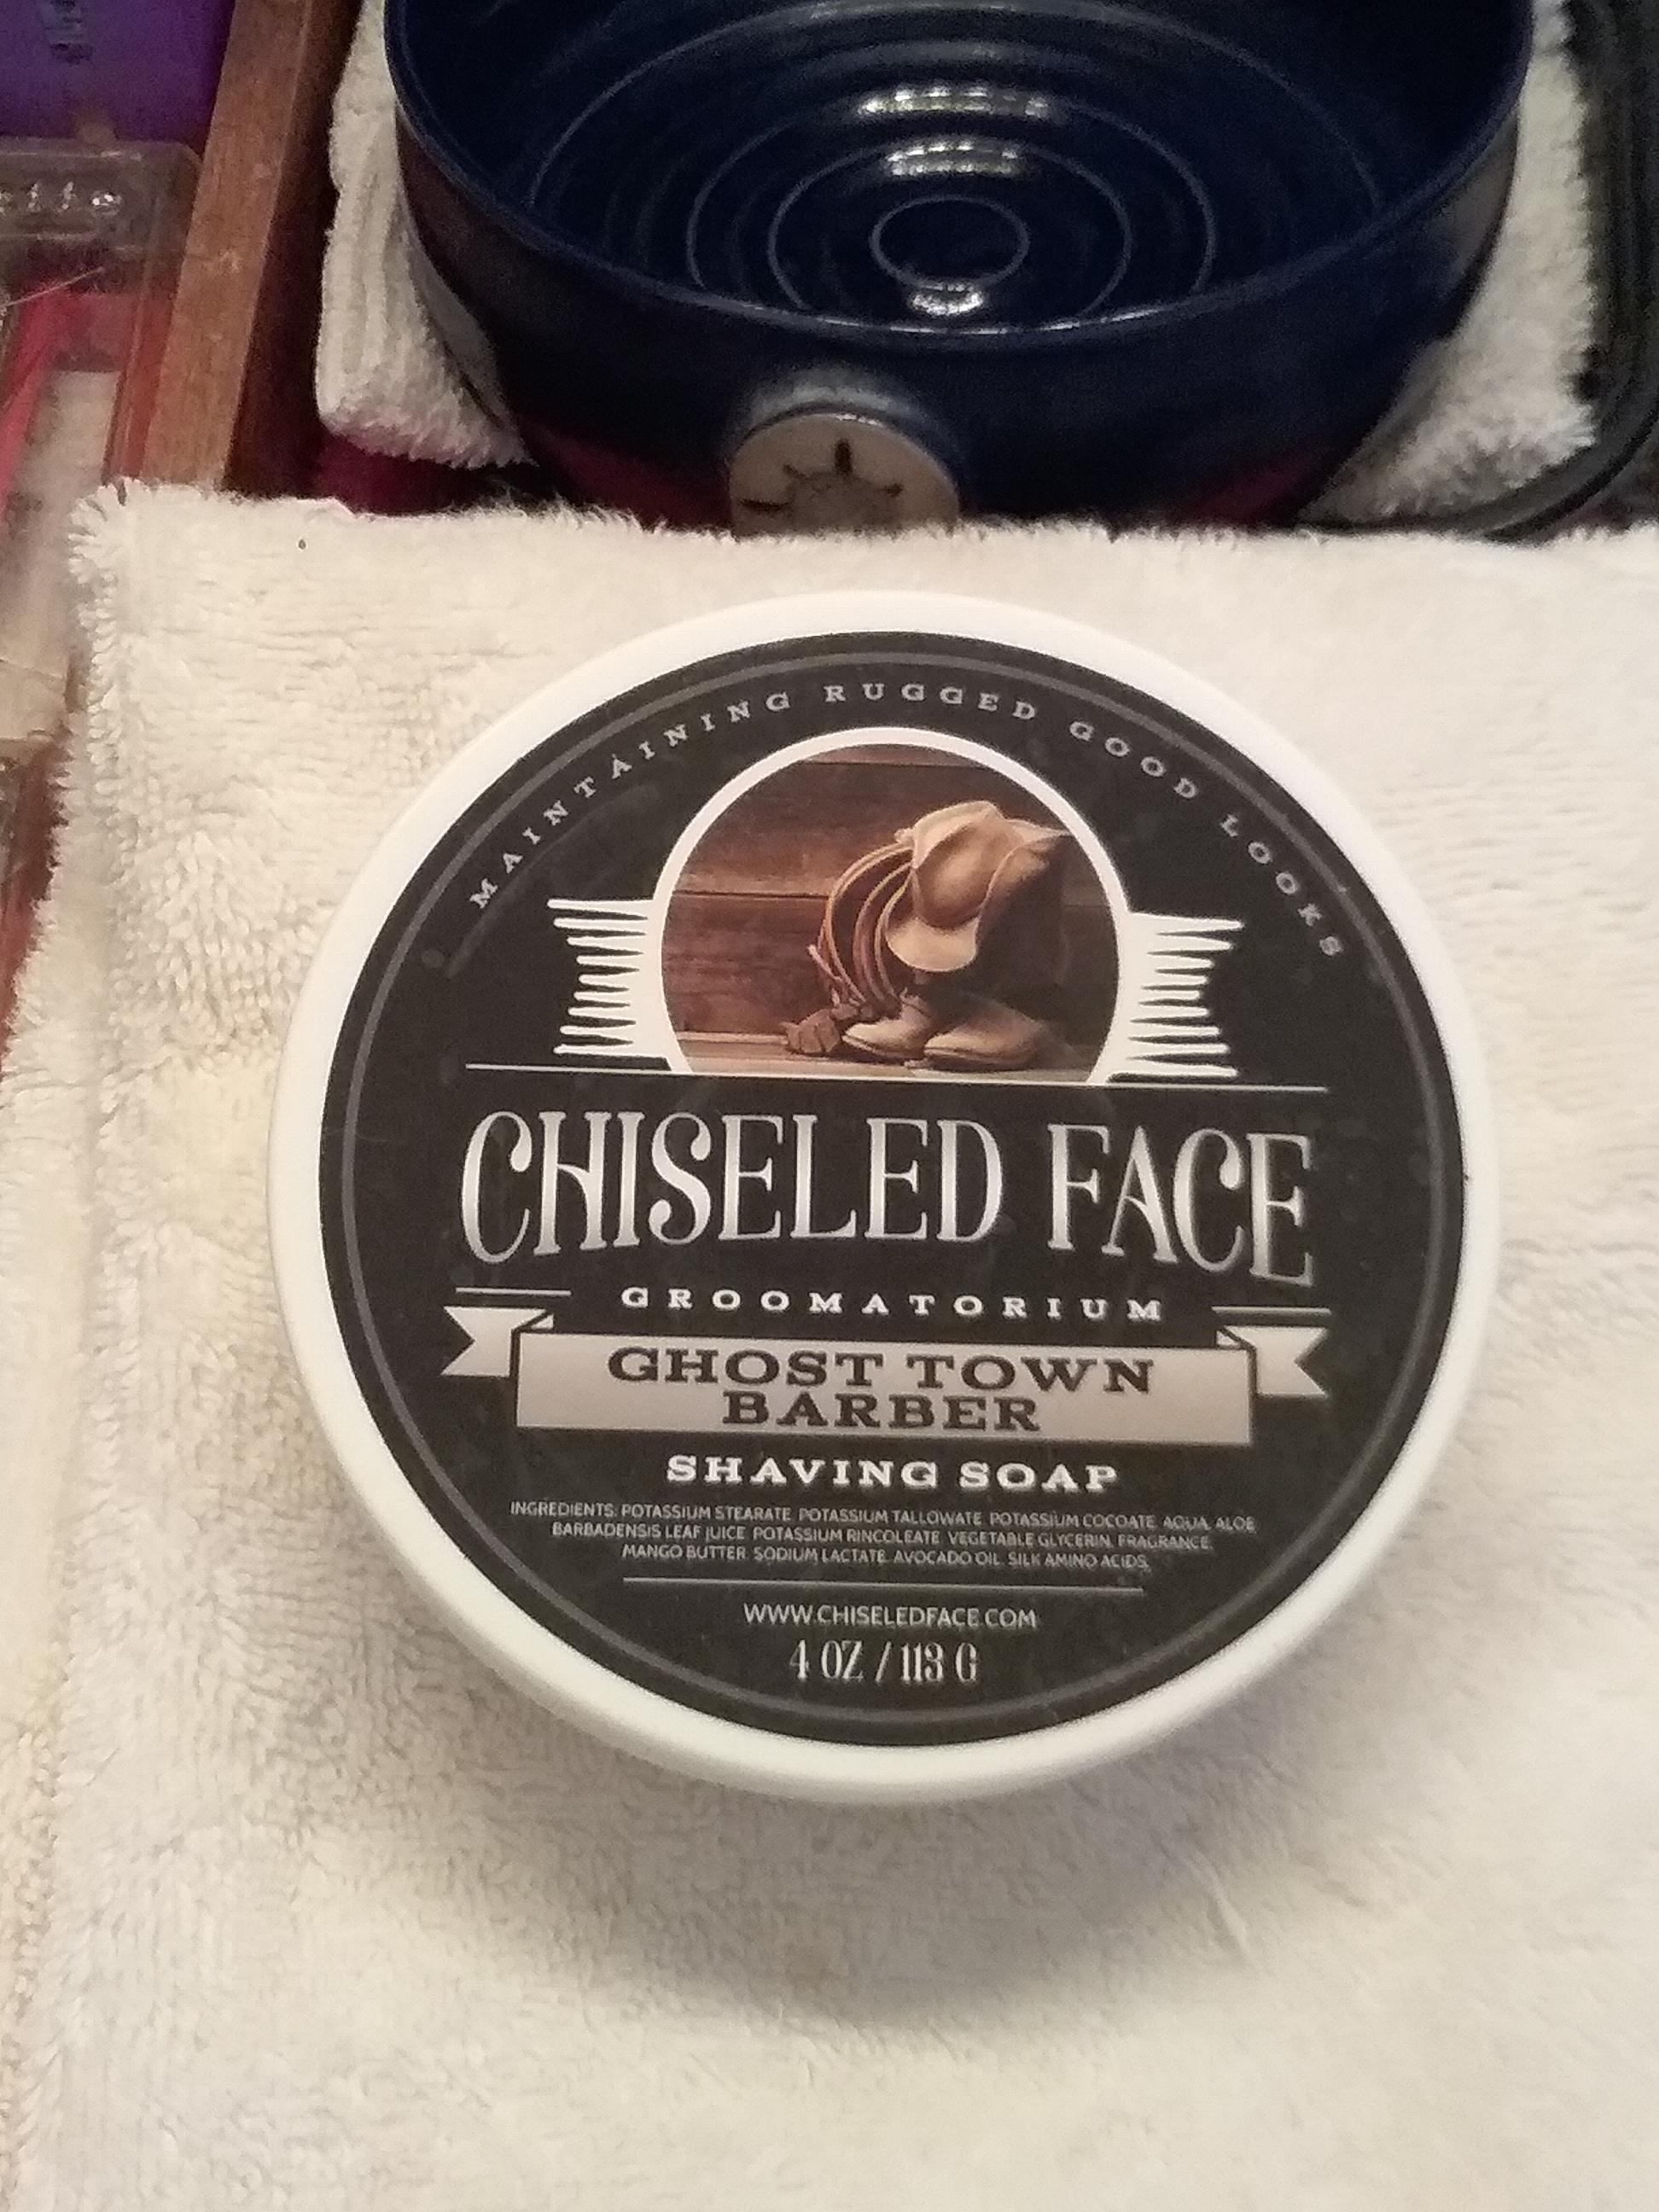 MAINTAINING RUGGED GOOD LOOKS
CHISELED FACE
GROOMATORIUM
GHOST TOWN
BARBER
SHAVING SOAP
INGREDIENTS: POTASSIUM STEARATE, POTASSIUM TALLOWATE, POTASSIUM COCOATE, AQUA, ALOE
BARBADENSIS LEAF JUICE, POTASSIUM RINCOLEATE, VEGETABLE GLYCERIN, FRAGRANCE,
MANGO BUTTER, SODIUM LACTATE, AVOCADO OIL, SILK AMINO ACIDS,
WWW.CHISELEDFACE.COM
4 OZ / 113 G